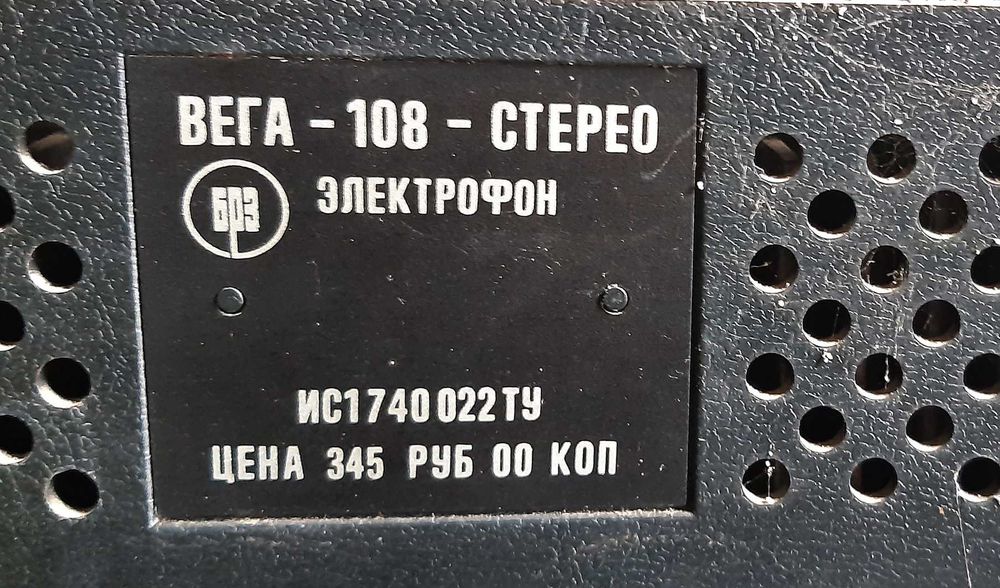 ВЕГА - 108 - СТЕРЕО
БРЗ ЭЛЕКТРОФОН
ИС1740022ТУ
ЦЕНА 345 РУБ 00 КОП